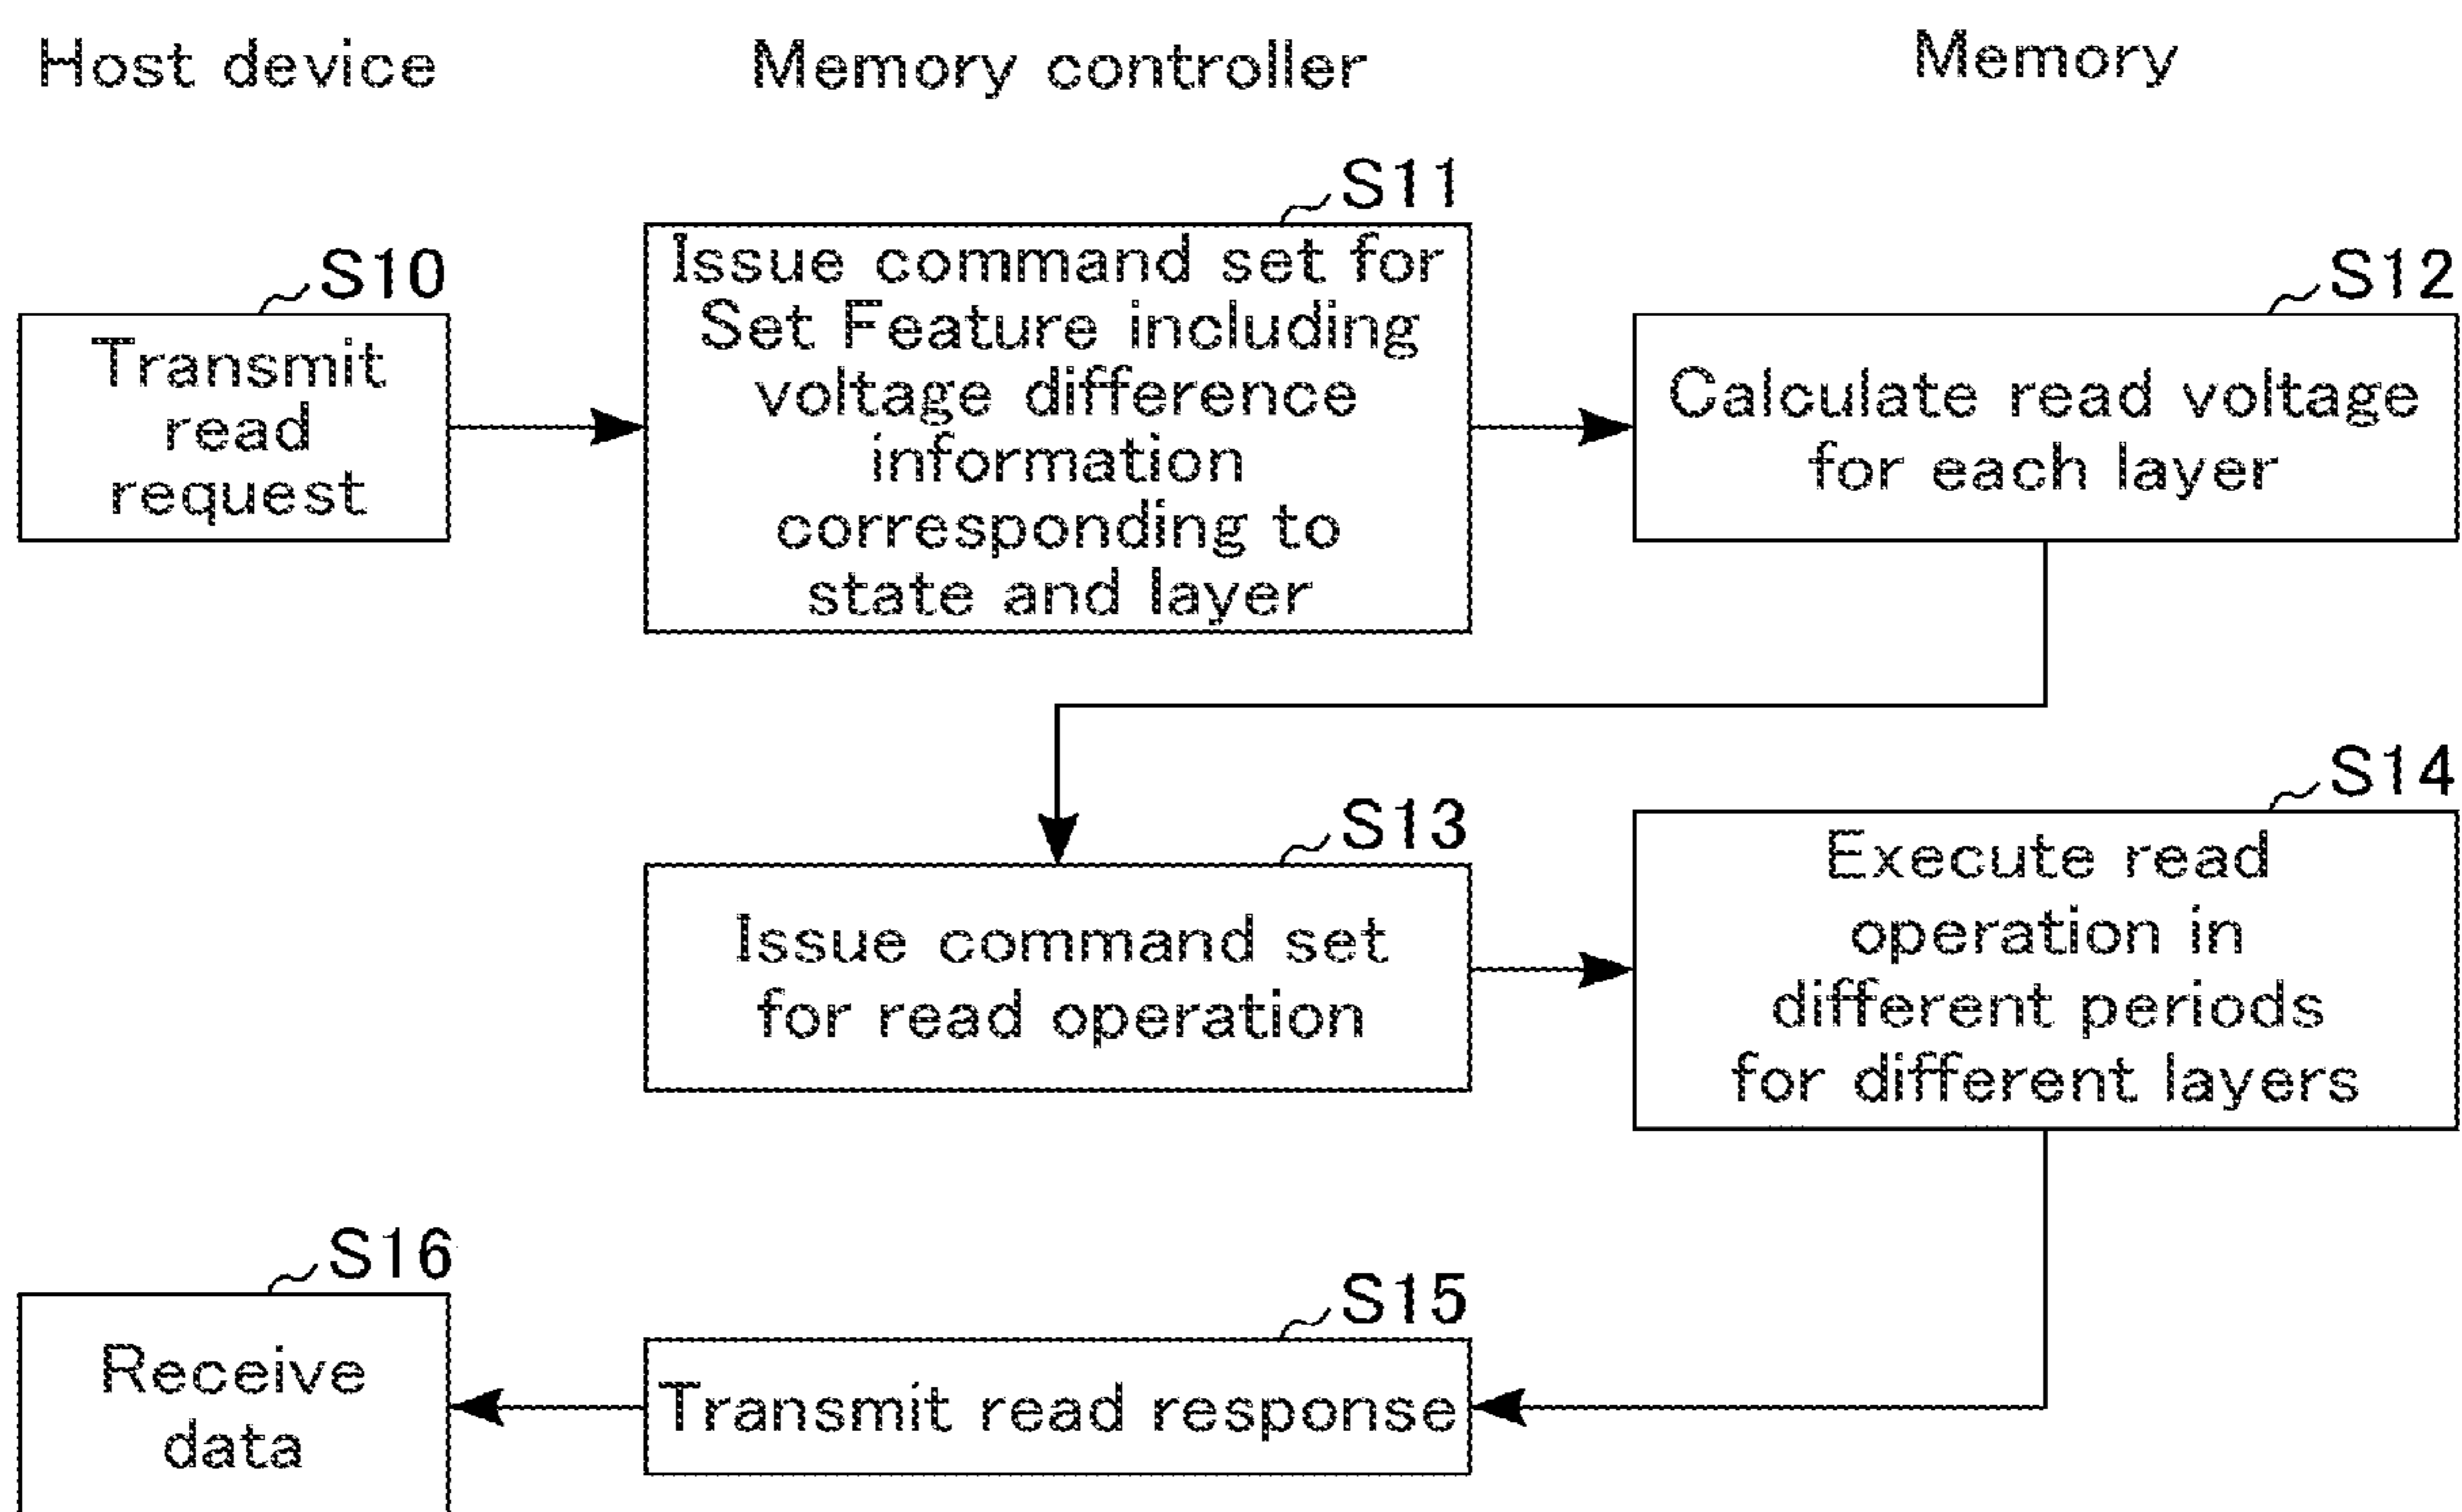 Host device
Memory controller
Memory
S10
Transmit
read
request
S11
Issue command set for
Set Feature including
voltage difference
information
corresponding to
state and layer
S12
Calculate read voltage
for each layer
S13
Issue command set
for read operation
S14
Execute read
operation in
different periods
for different layers
S15
Transmit read response
S16
Receive
data